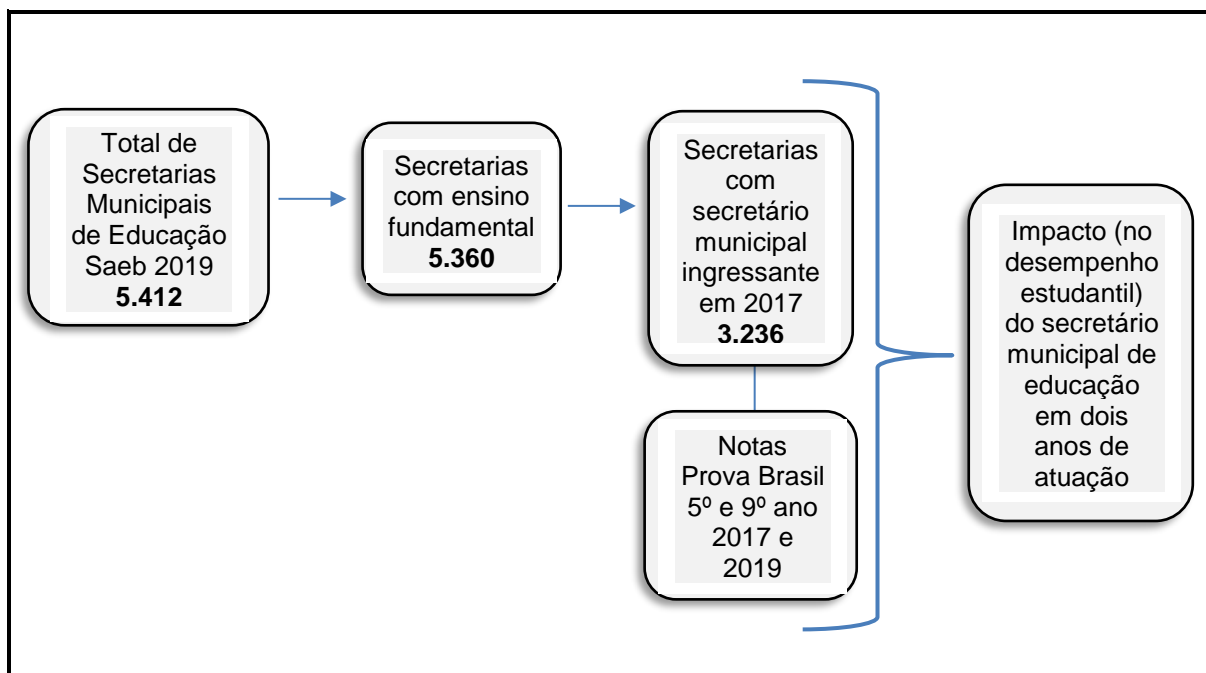 Total de
Secretarias
Municipais
de Educação
Saeb 2019
5.412
Secretarias
com ensino
fundamental
5.360
Secretarias
com
secretário
municipal
ingressante
em 2017
3.236
Notas
Prova Brasil
5º e 9º ano
2017 e
2019
Impacto (no
desempenho
estudantil)
do secretário
municipal de
educação
em dois
anos de
atuação